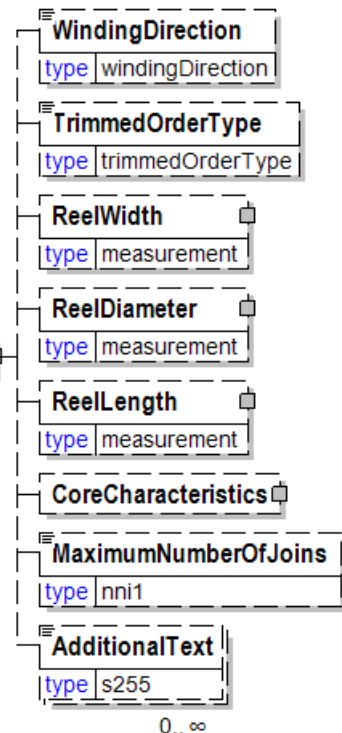 WindingDirection
type windingDirection
TrimmedOrderType
type trimmedOrderType
ReelWidth
type measurement
ReelDiameter
type measurement
ReelLength
type measurement
CoreCharacteristics
MaximumNumberOfJoins
type nni1
AdditionalText
type s255
0..∞